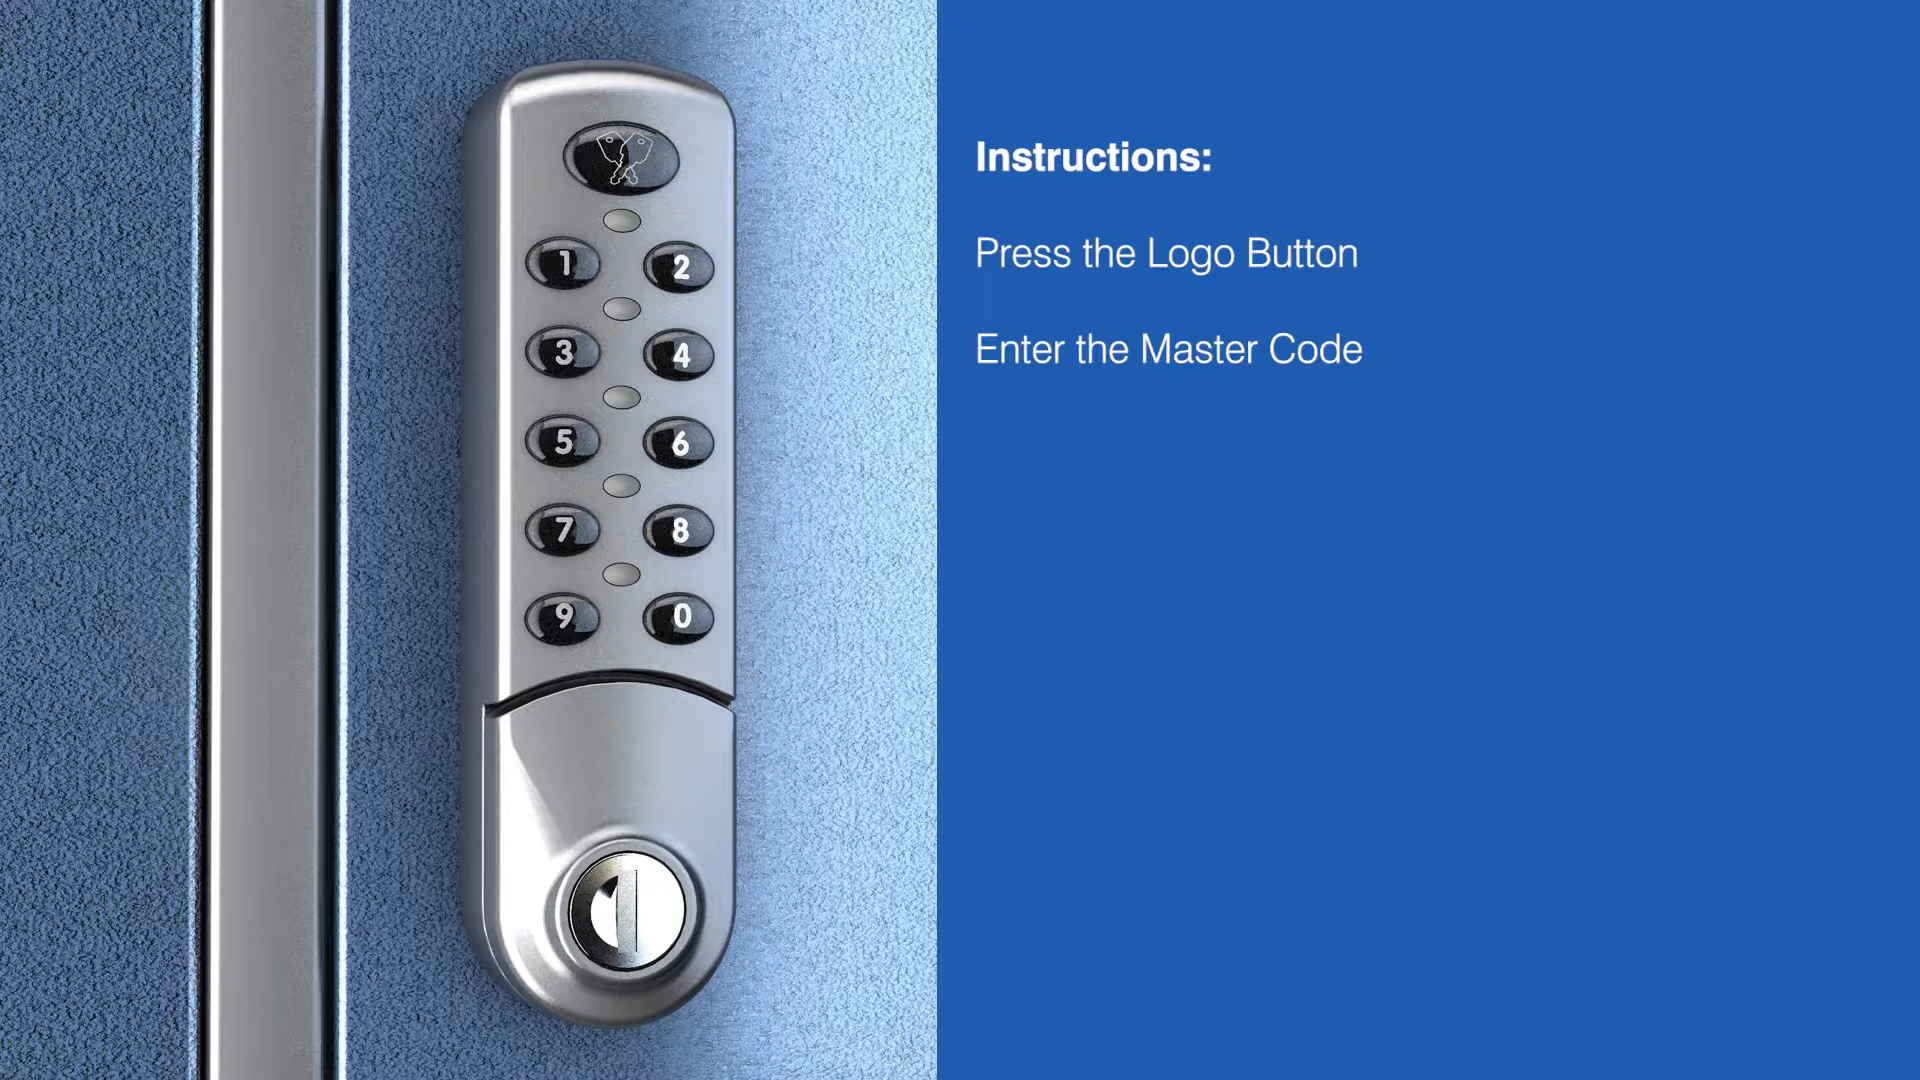 Instructions:
Press the Logo Button
Enter the Master Code
1 2
3 4
5 6
7 8
9 0